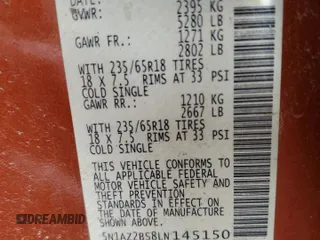 DATE: 2395 KG
GVWR: 5280 LB
GAWR FR.: 1271 KG
2802 LB
WITH 235/65R18 TIRES
18 X 7.5 RIMS AT 33 PSI
COLD SINGLE
GAWR RR.: 1210 KG
2667 LB
WITH 235/65R18 TIRES
18 X 7.5 RIMS AT 33 PSI
COLD SINGLE
THIS VEHICLE CONFORMS TO
ALL APPLICABLE FEDERAL
MOTOR VEHICLE SAFETY AND
THEFT PREVENTION
STANDARDS IN EFFECT ON
THE DATE OF MANUFACTURE
SHOWN ABOVE.
5N1AZ2BS8LN145150
DREAMBID.COM